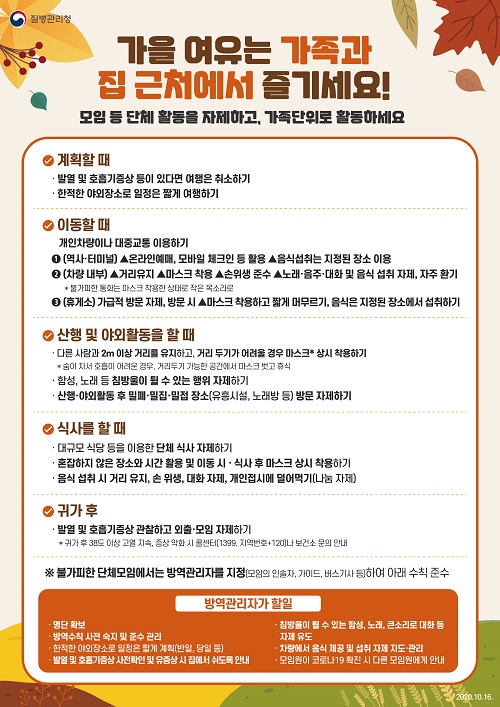 질병관리청
가을 여유는 가족과
집 근처에서 즐기세요!
모임 등 단체 활동을 자제하고, 가족단위로 활동하세요
계획할 때
· 발열 및 호흡기증상 등이 있다면 여행은 취소하기
· 한적한 야외장소로 일정은 짧게 여행하기
이동할 때
개인차량이나 대중교통 이용하기
❶ (역사·터미널) ▲온라인예매, 모바일 체크인 등 활용 ▲음식섭취는 지정된 장소 이용
❷ (차량 내부) ▲거리유지 ▲마스크 착용 ▲손위생 준수 ▲노래·음주·대화 및 음식 섭취 자제, 자주 환기
* 불가피한 통화는 마스크 착용한 상태로 작은 목소리로
❸ (휴게소) 가급적 방문 자제, 방문 시 ▲마스크 착용하고 짧게 머무르기, 음식은 지정된 장소에서 섭취하기
산행 및 야외활동을 할 때
· 다른 사람과 2m 이상 거리를 유지하고, 거리 두기가 어려울 경우 마스크* 상시 착용하기
* 숨이 차서 호흡이 어려운 경우, 거리두기 가능한 공간에서 마스크 벗고 휴식
· 함성, 노래 등 침방울이 튈 수 있는 행위 자제하기
· 산행·야외활동 후 밀폐·밀집·밀접 장소(유흥시설, 노래방 등) 방문 자제하기
식사를 할 때
· 대규모 식당 등을 이용한 단체 식사 자제하기
· 혼잡하지 않은 장소와 시간 활용 및 이동 시 · 식사 후 마스크 상시 착용하기
· 음식 섭취 시 거리 유지, 손 위생, 대화 자제, 개인접시에 덜어먹기(나눔 자제)
귀가 후
· 발열 및 호흡기증상 관찰하고 외출·모임 자제하기
* 귀가 후 38도 이상 고열 지속, 증상 악화 시 콜센터(1399, 지역번호+120)나 보건소 문의 안내
※ 불가피한 단체모임에서는 방역관리자를 지정(모임의 인솔자, 가이드, 버스기사 등)하여 아래 수칙 준수
방역관리자가 할일
· 명단 확보
· 방역수칙 사전 숙지 및 준수 관리
· 한적한 야외장소로 일정은 짧게 계획(반일, 당일 등)
· 발열 및 호흡기증상 사전확인 및 유증상 시 집에서 쉬도록 안내
· 침방울이 튈 수 있는 함성, 노래, 큰소리로 대화 등
자제 유도
· 차량에서 음식 제공 및 섭취 자제 지도·관리
· 모임원이 코로나19 확진 시 다른 모임원에게 안내
2020.10.16.